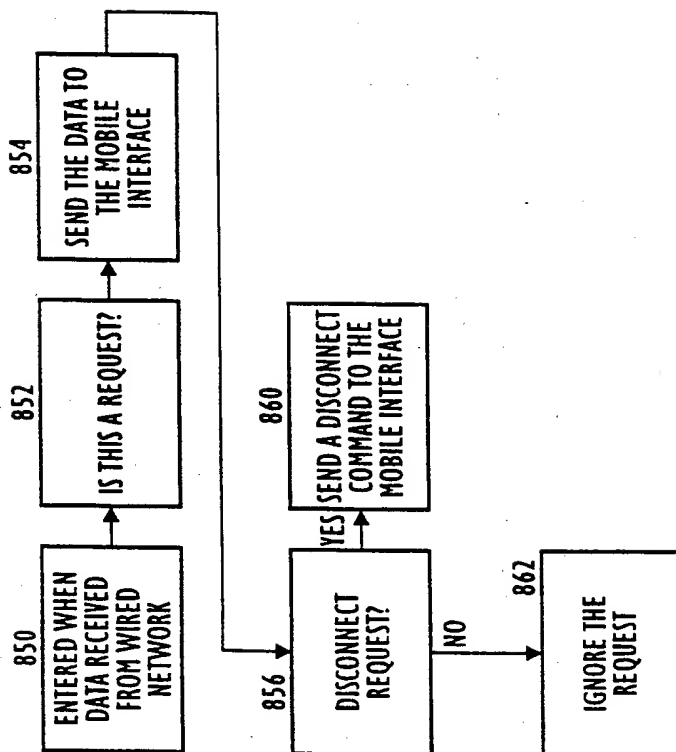 850
ENTERED WHEN
DATA RECEIVED
FROM WIRED
NETWORK
852
IS THIS A REQUEST?
854
SEND THE DATA TO
THE MOBILE
INTERFACE
856
DISCONNECT
REQUEST?
YES
860
SEND A DISCONNECT
COMMAND TO THE
MOBILE INTERFACE
NO
862
IGNORE THE
REQUEST